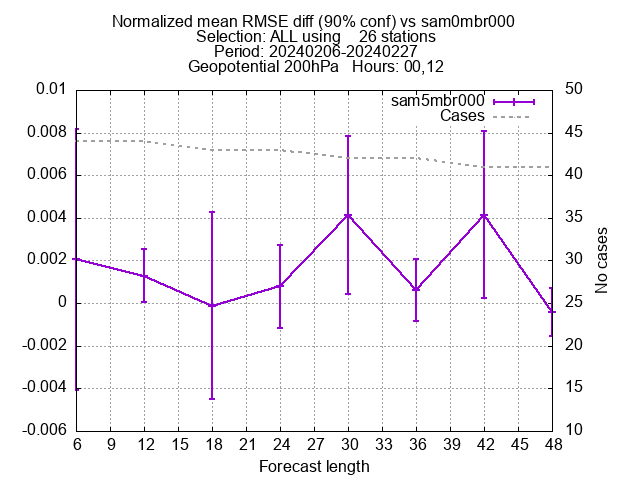 Normalized mean RMSE diff (90% conf) vs sam0mbr000
Selection: ALL using    26 stations
Period: 20240206-20240227
Geopotential 200hPa   Hours: 00,12
sam5mbr000
Cases
0.01
0.008
0.006
0.004
0.002
0
-0.002
-0.004
-0.006
50
45
40
35
30
25
20
15
10
No cases
6 9 12 15 18 21 24 27 30 33 36 39 42 45 48
Forecast length